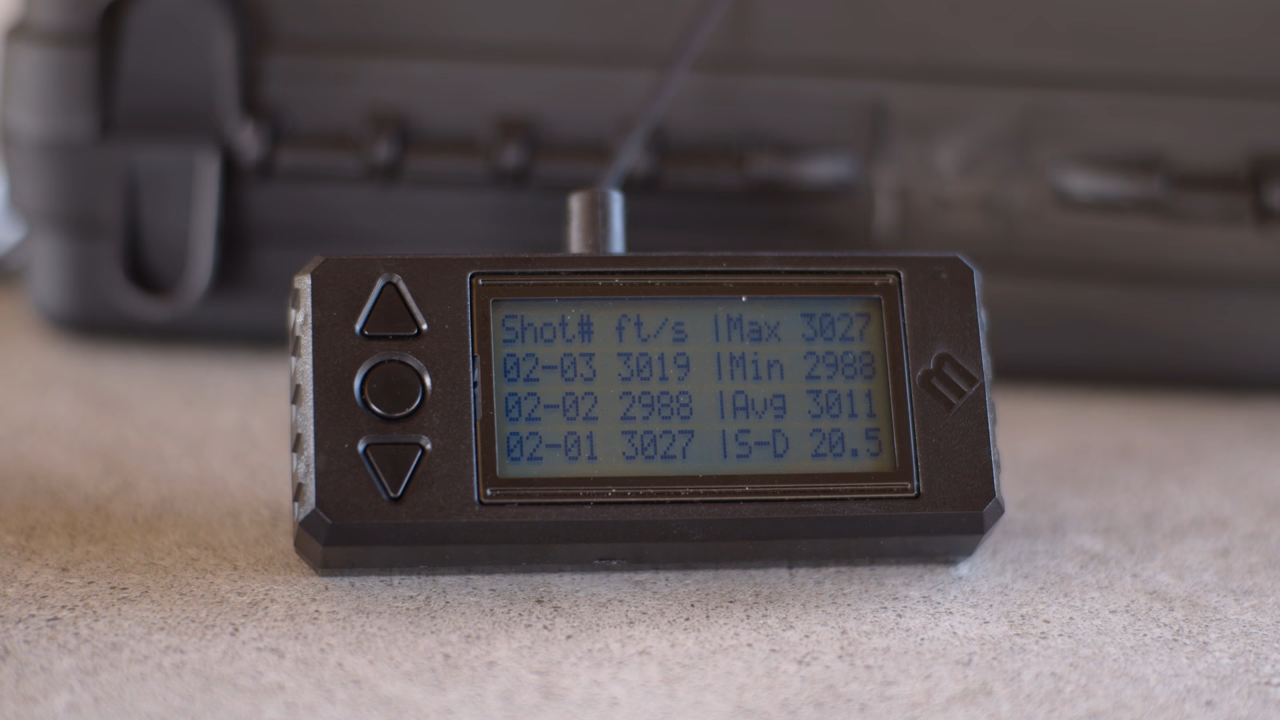 Shot# ft/s |Max 3027
02-03 3019 |Min 2988
02-02 2988 |Avg 3011
02-01 3027 |S-D 20.5
m